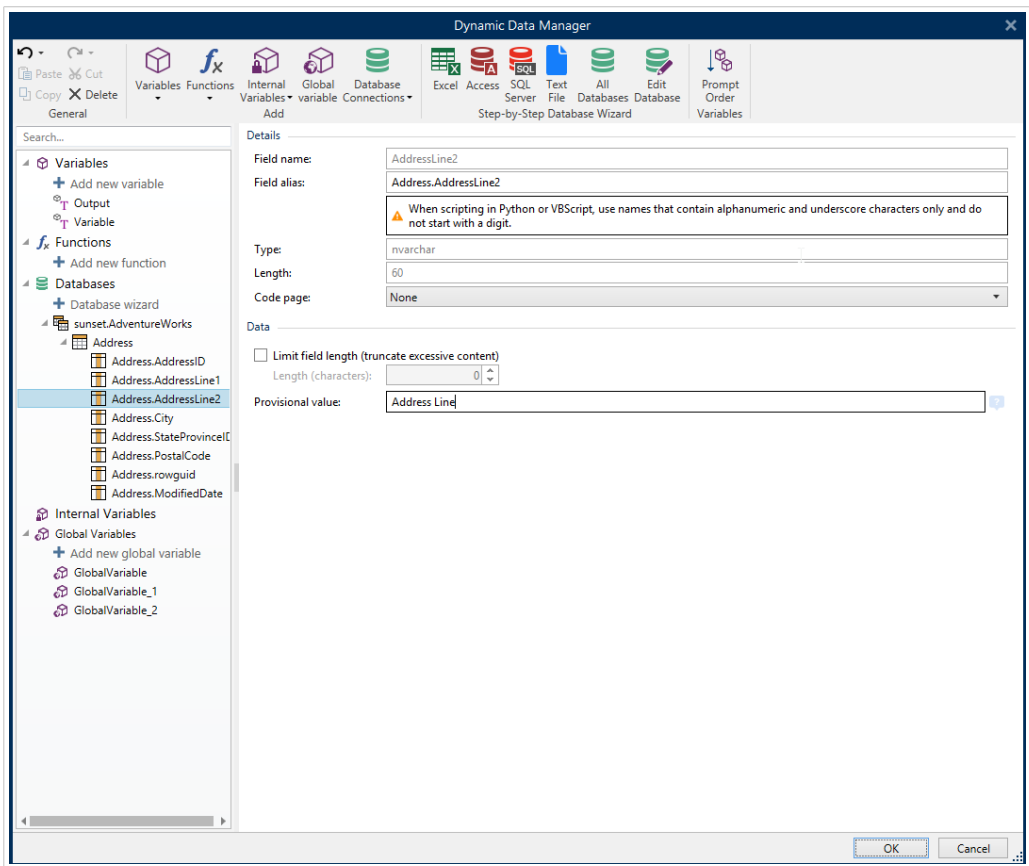 Dynamic Data Manager
Paste Cut
Copy Delete
General
Variables Functions
Internal Variables
Global variable
Database Connections
Add
Excel Access SQL Server Text File All Databases Edit Database
Step-by-Step Database Wizard
Prompt Order
Variables
Search...
Variables
Add new variable
Output
Variable
Functions
Add new function
Databases
Database wizard
sunset.AdventureWorks
Address
Address.AddressID
Address.AddressLine1
Address.AddressLine2
Address.City
Address.StateProvinceID
Address.PostalCode
Address.rowguid
Address.ModifiedDate
Internal Variables
Global Variables
Add new global variable
GlobalVariable
GlobalVariable_1
GlobalVariable_2
Details
Field name: AddressLine2
Field alias: Address.AddressLine2
When scripting in Python or VBScript, use names that contain alphanumeric and underscore characters only and do
not start with a digit.
Type: nvarchar
Length: 60
Code page: None
Data
Limit field length (truncate excessive content)
Length (characters): 0
Provisional value: Address Line
?
OK Cancel